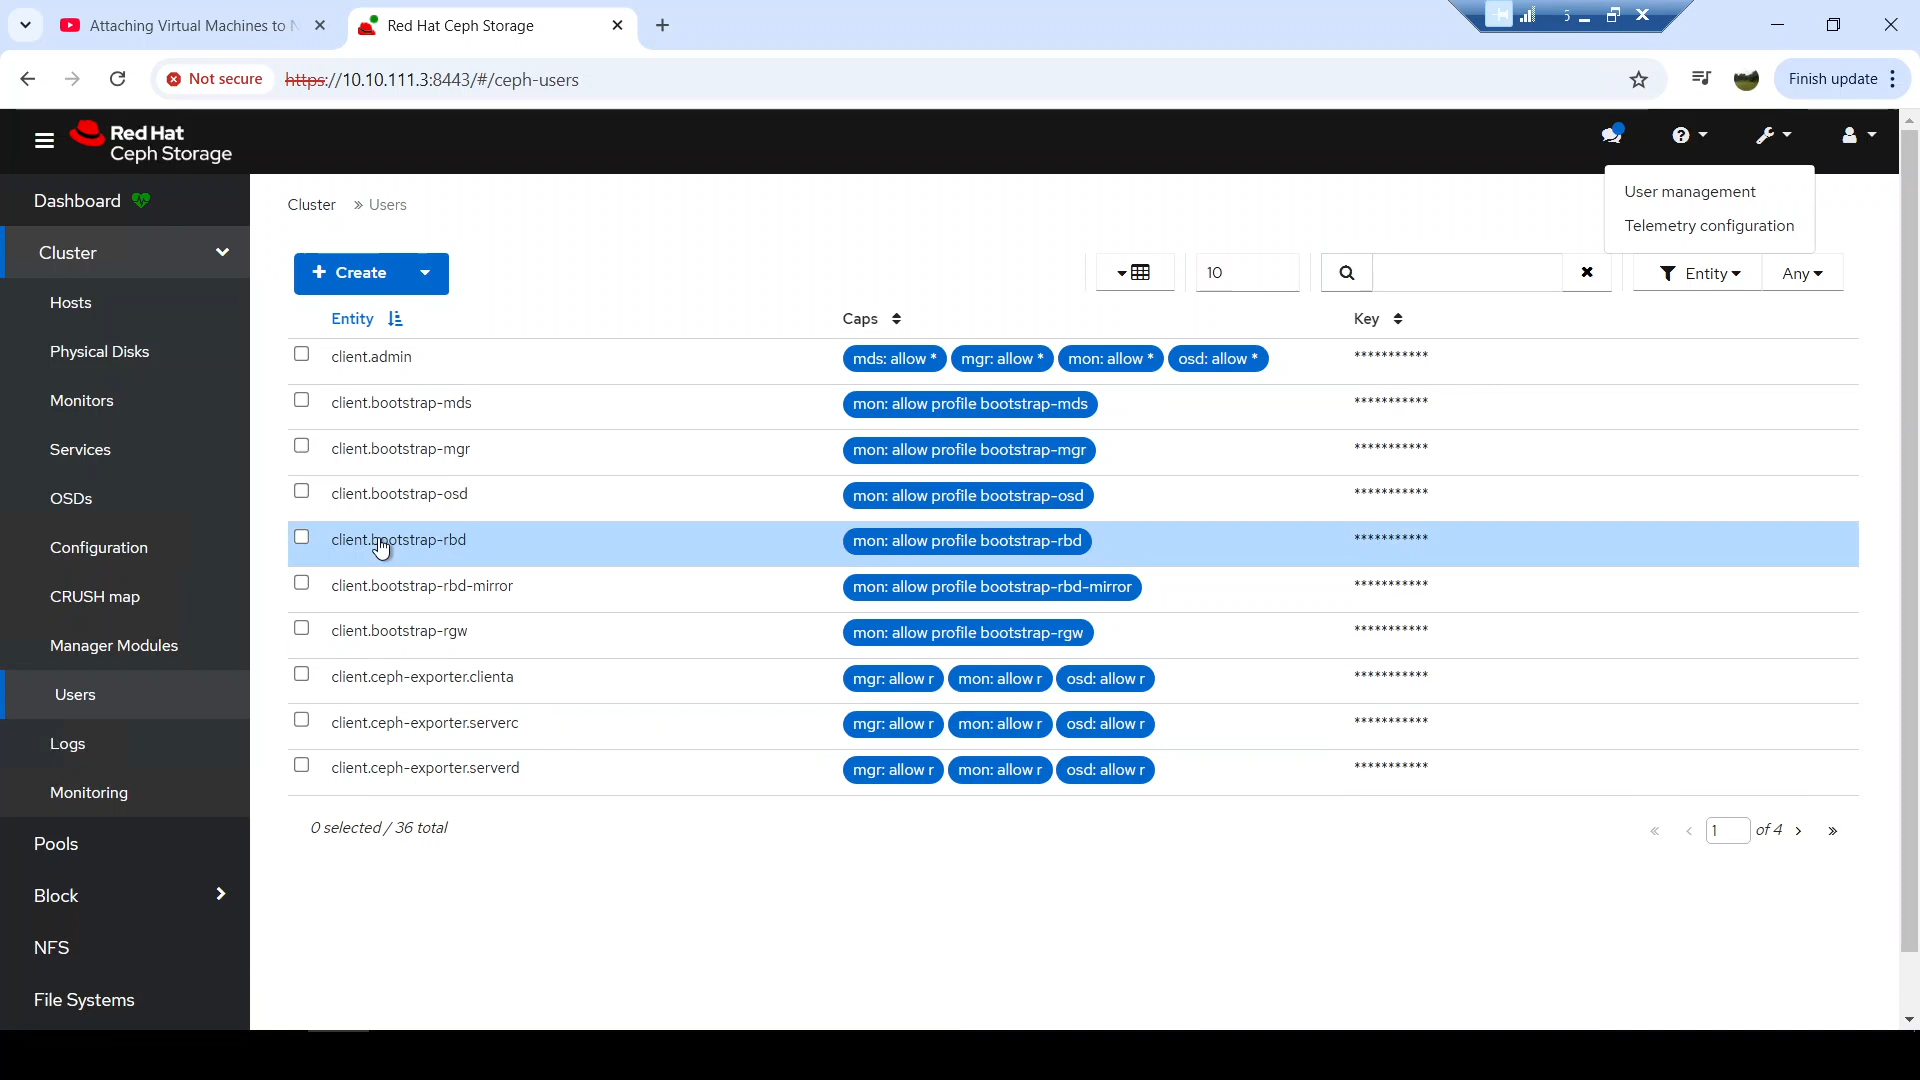 Attaching Virtual Machines to N
Red Hat Ceph Storage
5
Not secure
https://10.10.111.3:8443/#/ceph-users
Finish update
Red Hat
Ceph Storage
Dashboard
Cluster
Hosts
Physical Disks
Monitors
Services
OSDs
Configuration
CRUSH map
Manager Modules
Users
Logs
Monitoring
Pools
Block
NFS
File Systems
User management
Telemetry configuration
Cluster » Users
+ Create
10
Entity
Any
Entity Caps Key
client.admin mds: allow * mgr: allow * mon: allow * osd: allow * ***********
client.bootstrap-mds mon: allow profile bootstrap-mds ***********
client.bootstrap-mgr mon: allow profile bootstrap-mgr ***********
client.bootstrap-osd mon: allow profile bootstrap-osd ***********
client.bootstrap-rbd mon: allow profile bootstrap-rbd ***********
client.bootstrap-rbd-mirror mon: allow profile bootstrap-rbd-mirror ***********
client.bootstrap-rgw mon: allow profile bootstrap-rgw ***********
client.ceph-exporter.clienta mgr: allow r mon: allow r osd: allow r ***********
client.ceph-exporter.serverc mgr: allow r mon: allow r osd: allow r ***********
client.ceph-exporter.serverd mgr: allow r mon: allow r osd: allow r ***********
0 selected / 36 total
« ‹ 1 of 4 › »